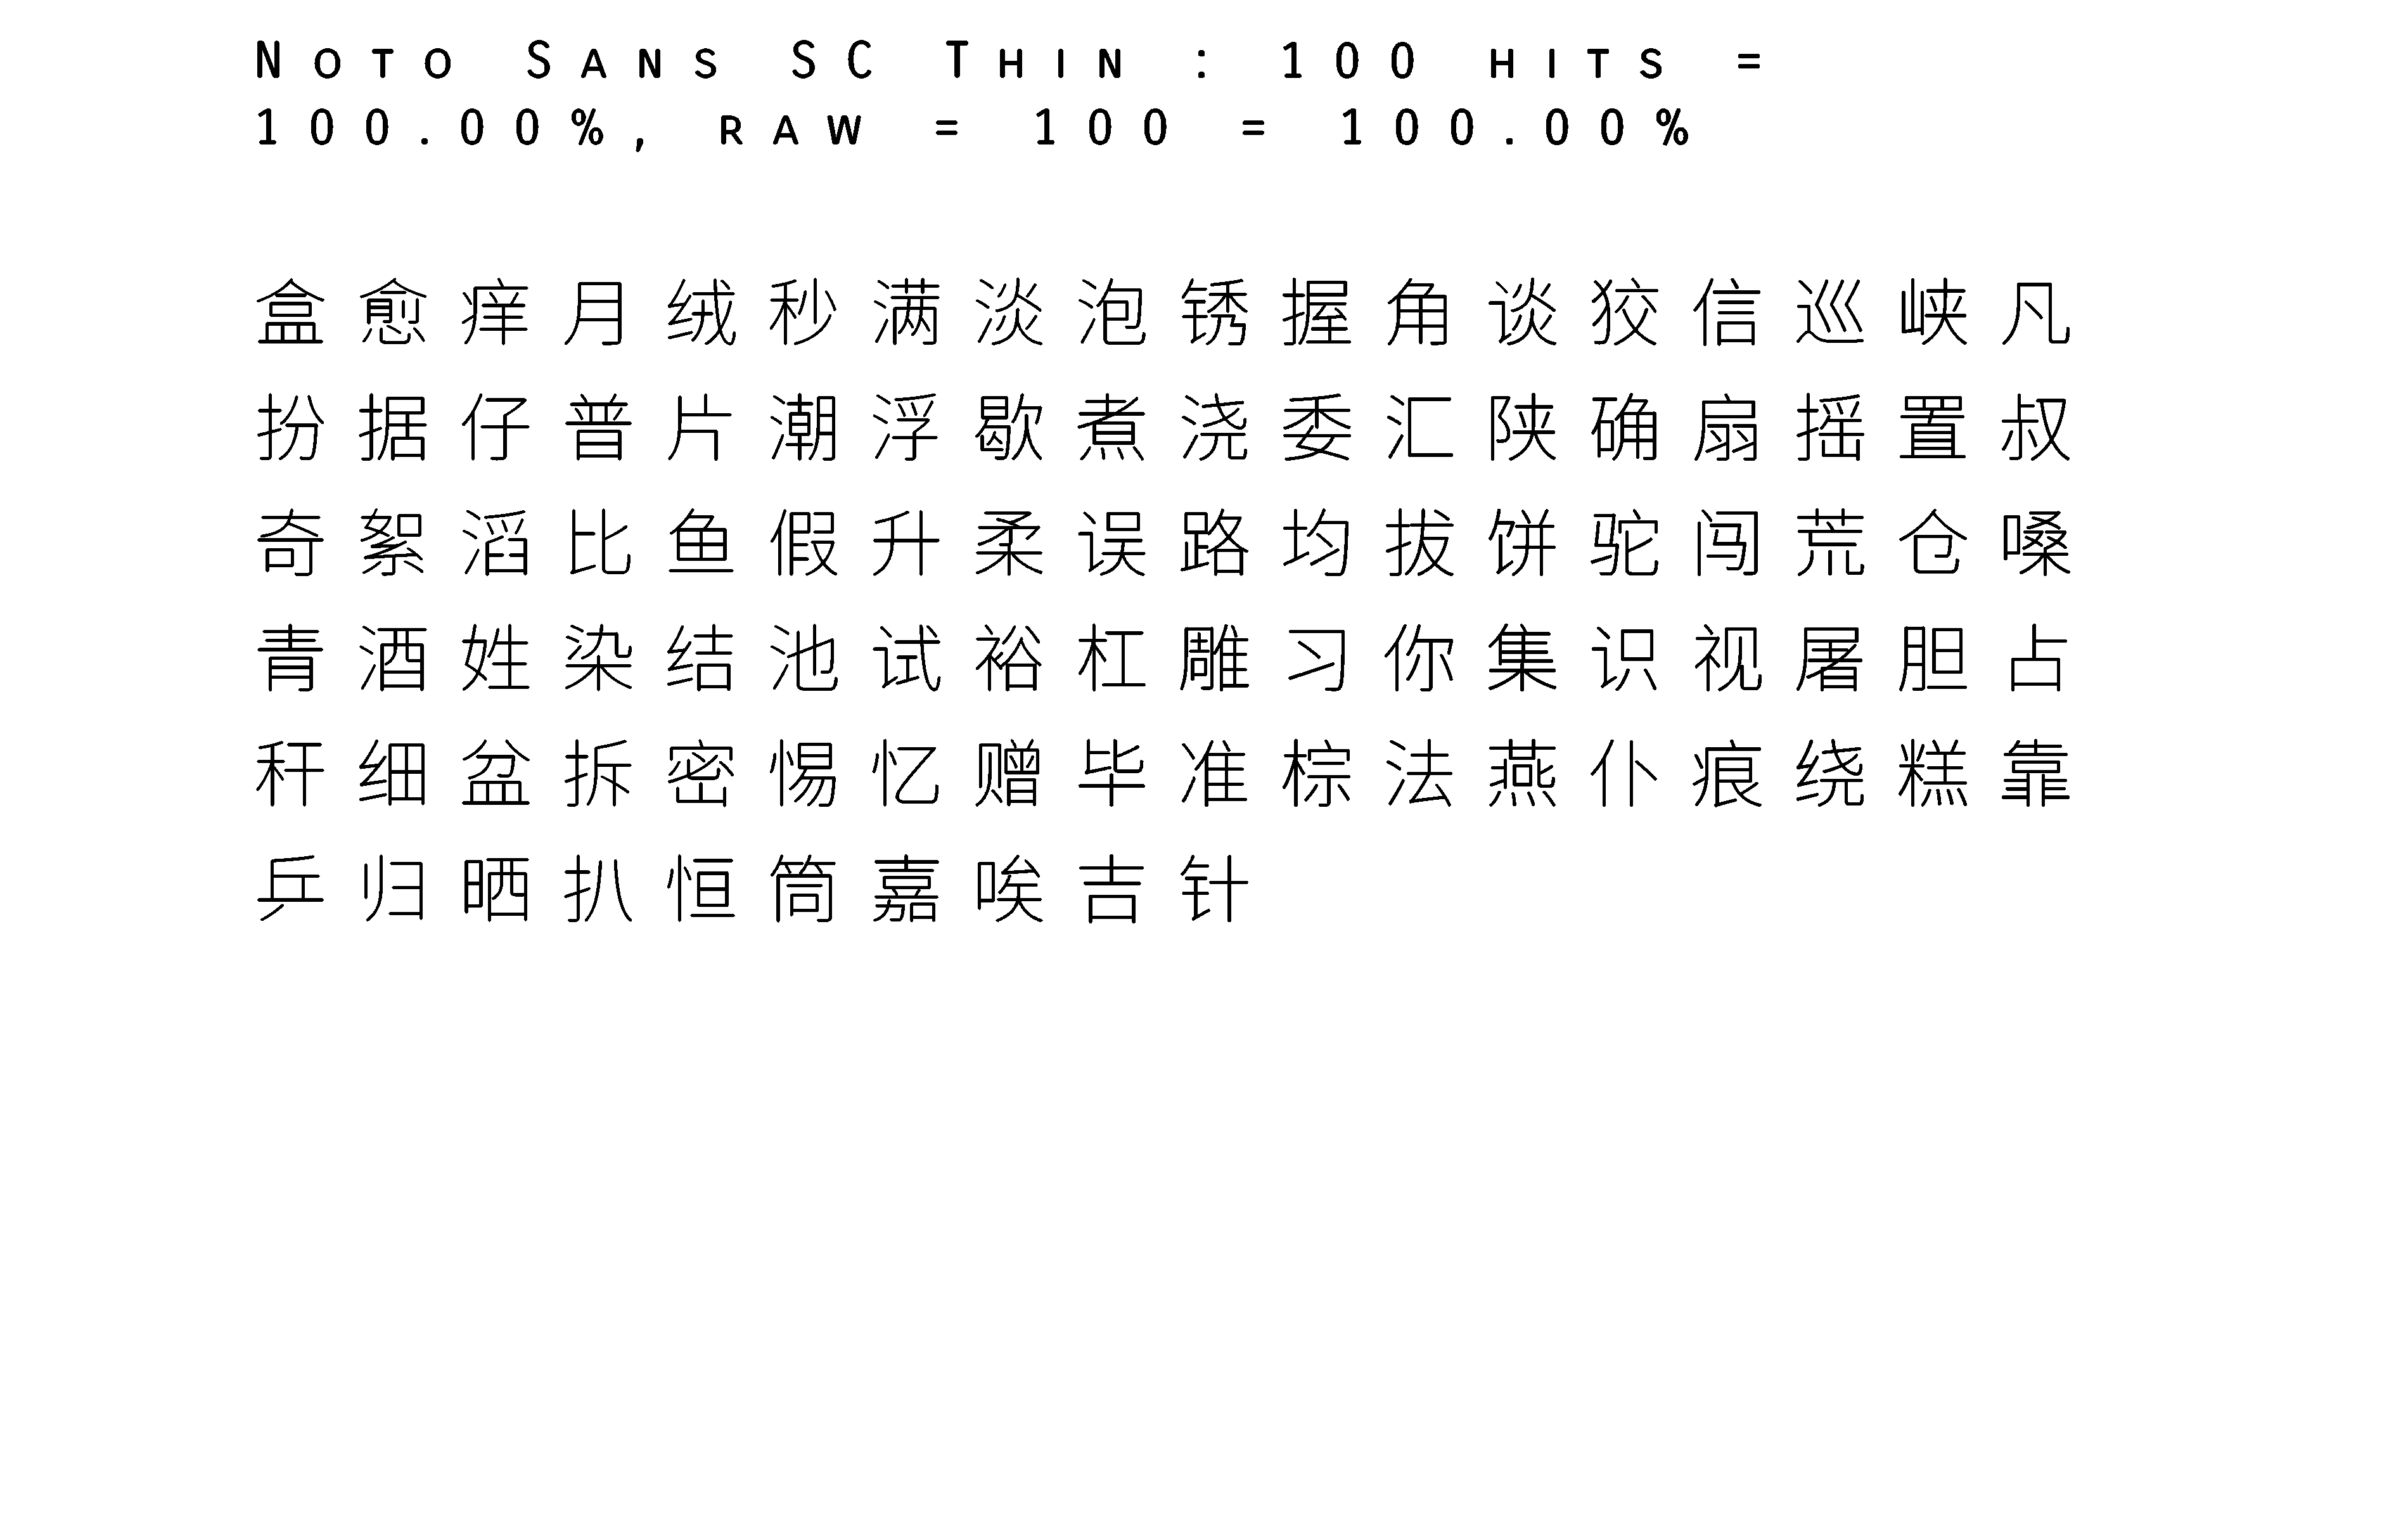 Noto Sans SC Thin : 100 hits =
100.00%, raw = 100 = 100.00%
盒愈痒月绒秒满淡泡锈握角谈狡信巡峡凡
扮据仔普片潮浮歇煮浇委汇陕确扇摇置叔
奇絮滔比鱼假升柔误路均拔饼驼闯荒仓嗓
青酒姓染结池试裕杠雕习你集识视屠胆占
秆细盆拆密惕忆赠毕准棕法燕仆痕绕糕靠
乒归晒扒恒筒嘉唉吉针